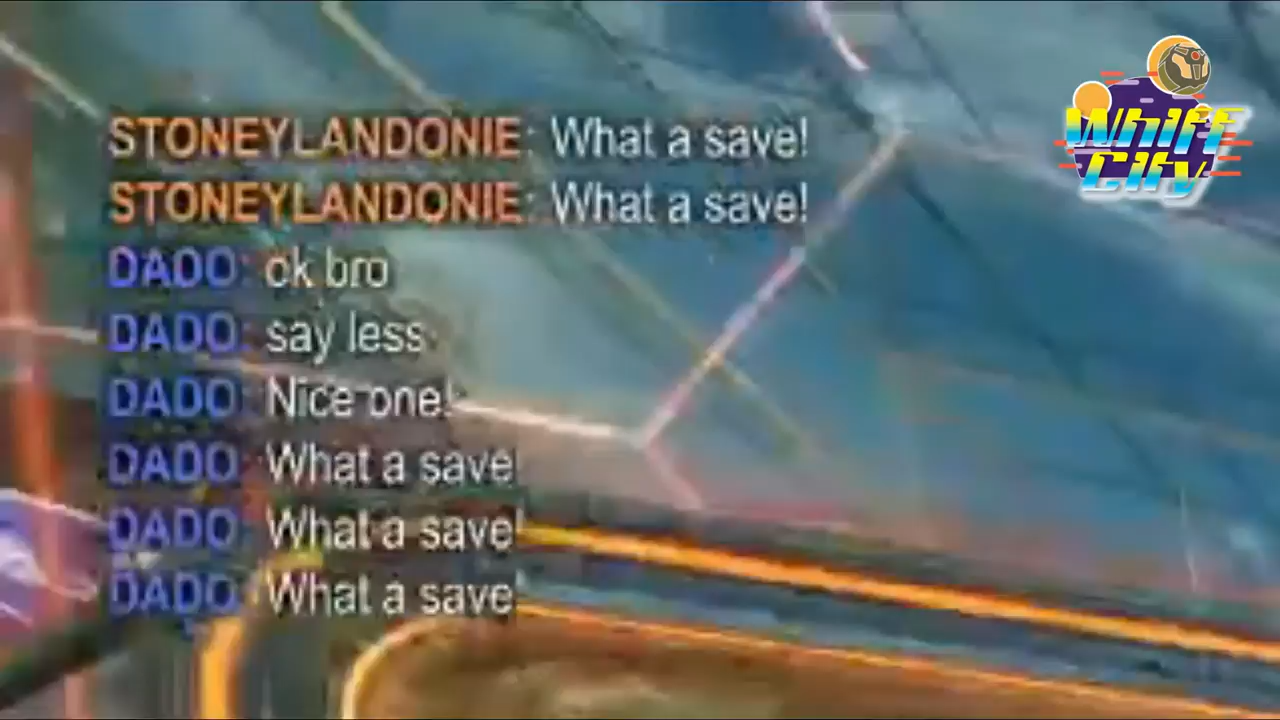 STONEYLANDONIE: What a save!
STONEYLANDONIE: What a save!
DADO: ok bro
DADO: say less
DADO: Nice one!
DADO: What a save!
DADO: What a save!
DADO: What a save!
Whiff
City